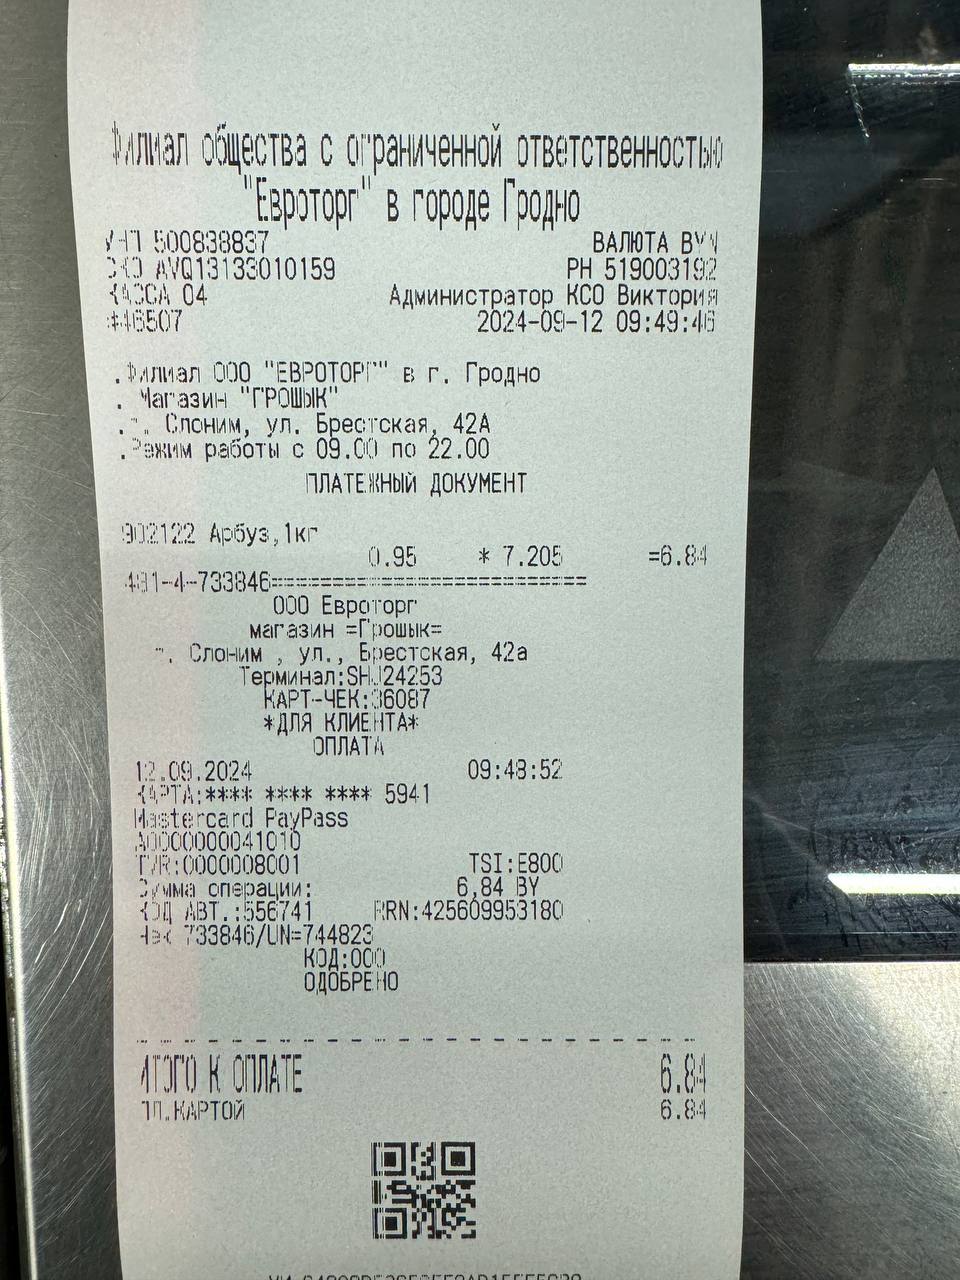 Филиал общества с ограниченной ответственностью
"Евроторг" в городе Гродно
УНП 500838837 ВАЛЮТА BYN
СКО AVQ13133010159 РН 519003192
КАССА 04 Администратор КСО Виктория
#46507 2024-09-12 09:49:46
.Филиал ООО "ЕВРОТОРГ" в г. Гродно
. Магазин "ГРОШЫК"
.г. Слоним, ул. Брестская, 42А
.Режим работы с 09.00 по 22.00
ПЛАТЕЖНЫЙ ДОКУМЕНТ
902122 Арбуз,1кг
0.95 * 7.205 =6.84
481-4-733846==========================
ООО Евроторг
магазин =Грошык=
г. Слоним , ул., Брестская, 42а
Терминал:SHJ24253
КАРТ-ЧЕК:36087
*ДЛЯ КЛИЕНТА*
ОПЛАТА
12.09.2024 09:48:52
КАРТА:**** **** **** 5941
Mastercard PayPass
A0000000041010
TVR:0000008001 TSI:E800
Сумма операции: 6,84 BY
КОД АВТ.:556741 RRN:425609953180
Чек 733846/UN=744823
КОД:000
ОДОБРЕНО
ИТОГО К ОПЛАТЕ 6.84
ПЛ.КАРТОЙ 6.84